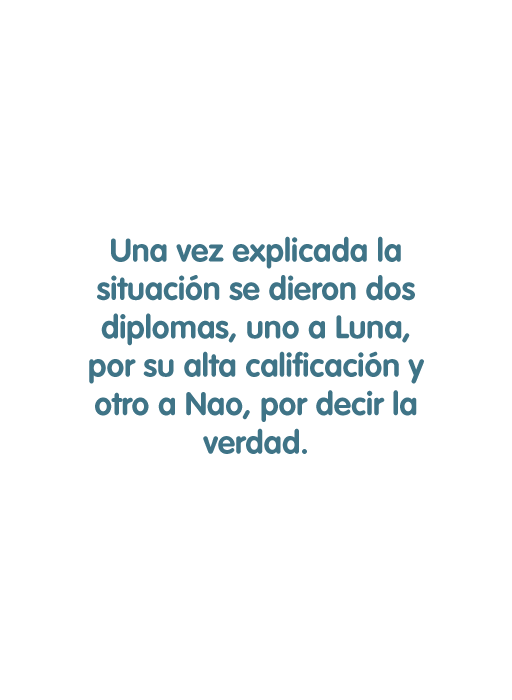 Una vez explicada la
situación se dieron dos
diplomas, uno a Luna,
por su alta calificación y
otro a Nao, por decir la
verdad.